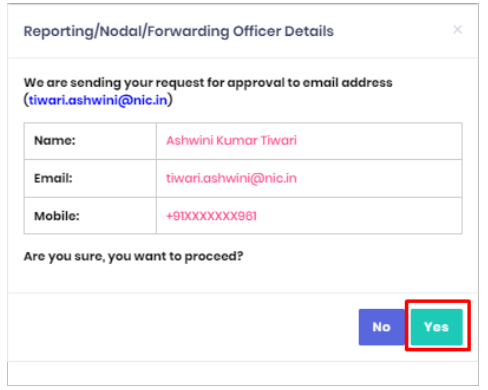 Reporting/Nodal/Forwarding Officer Details ×
We are sending your request for approval to email address
(tiwari.ashwini@nic.in)
Name: Ashwini Kumar Tiwari
Email: tiwari.ashwini@nic.in
Mobile: +91XXXXXXX961
Are you sure, you want to proceed?
No Yes